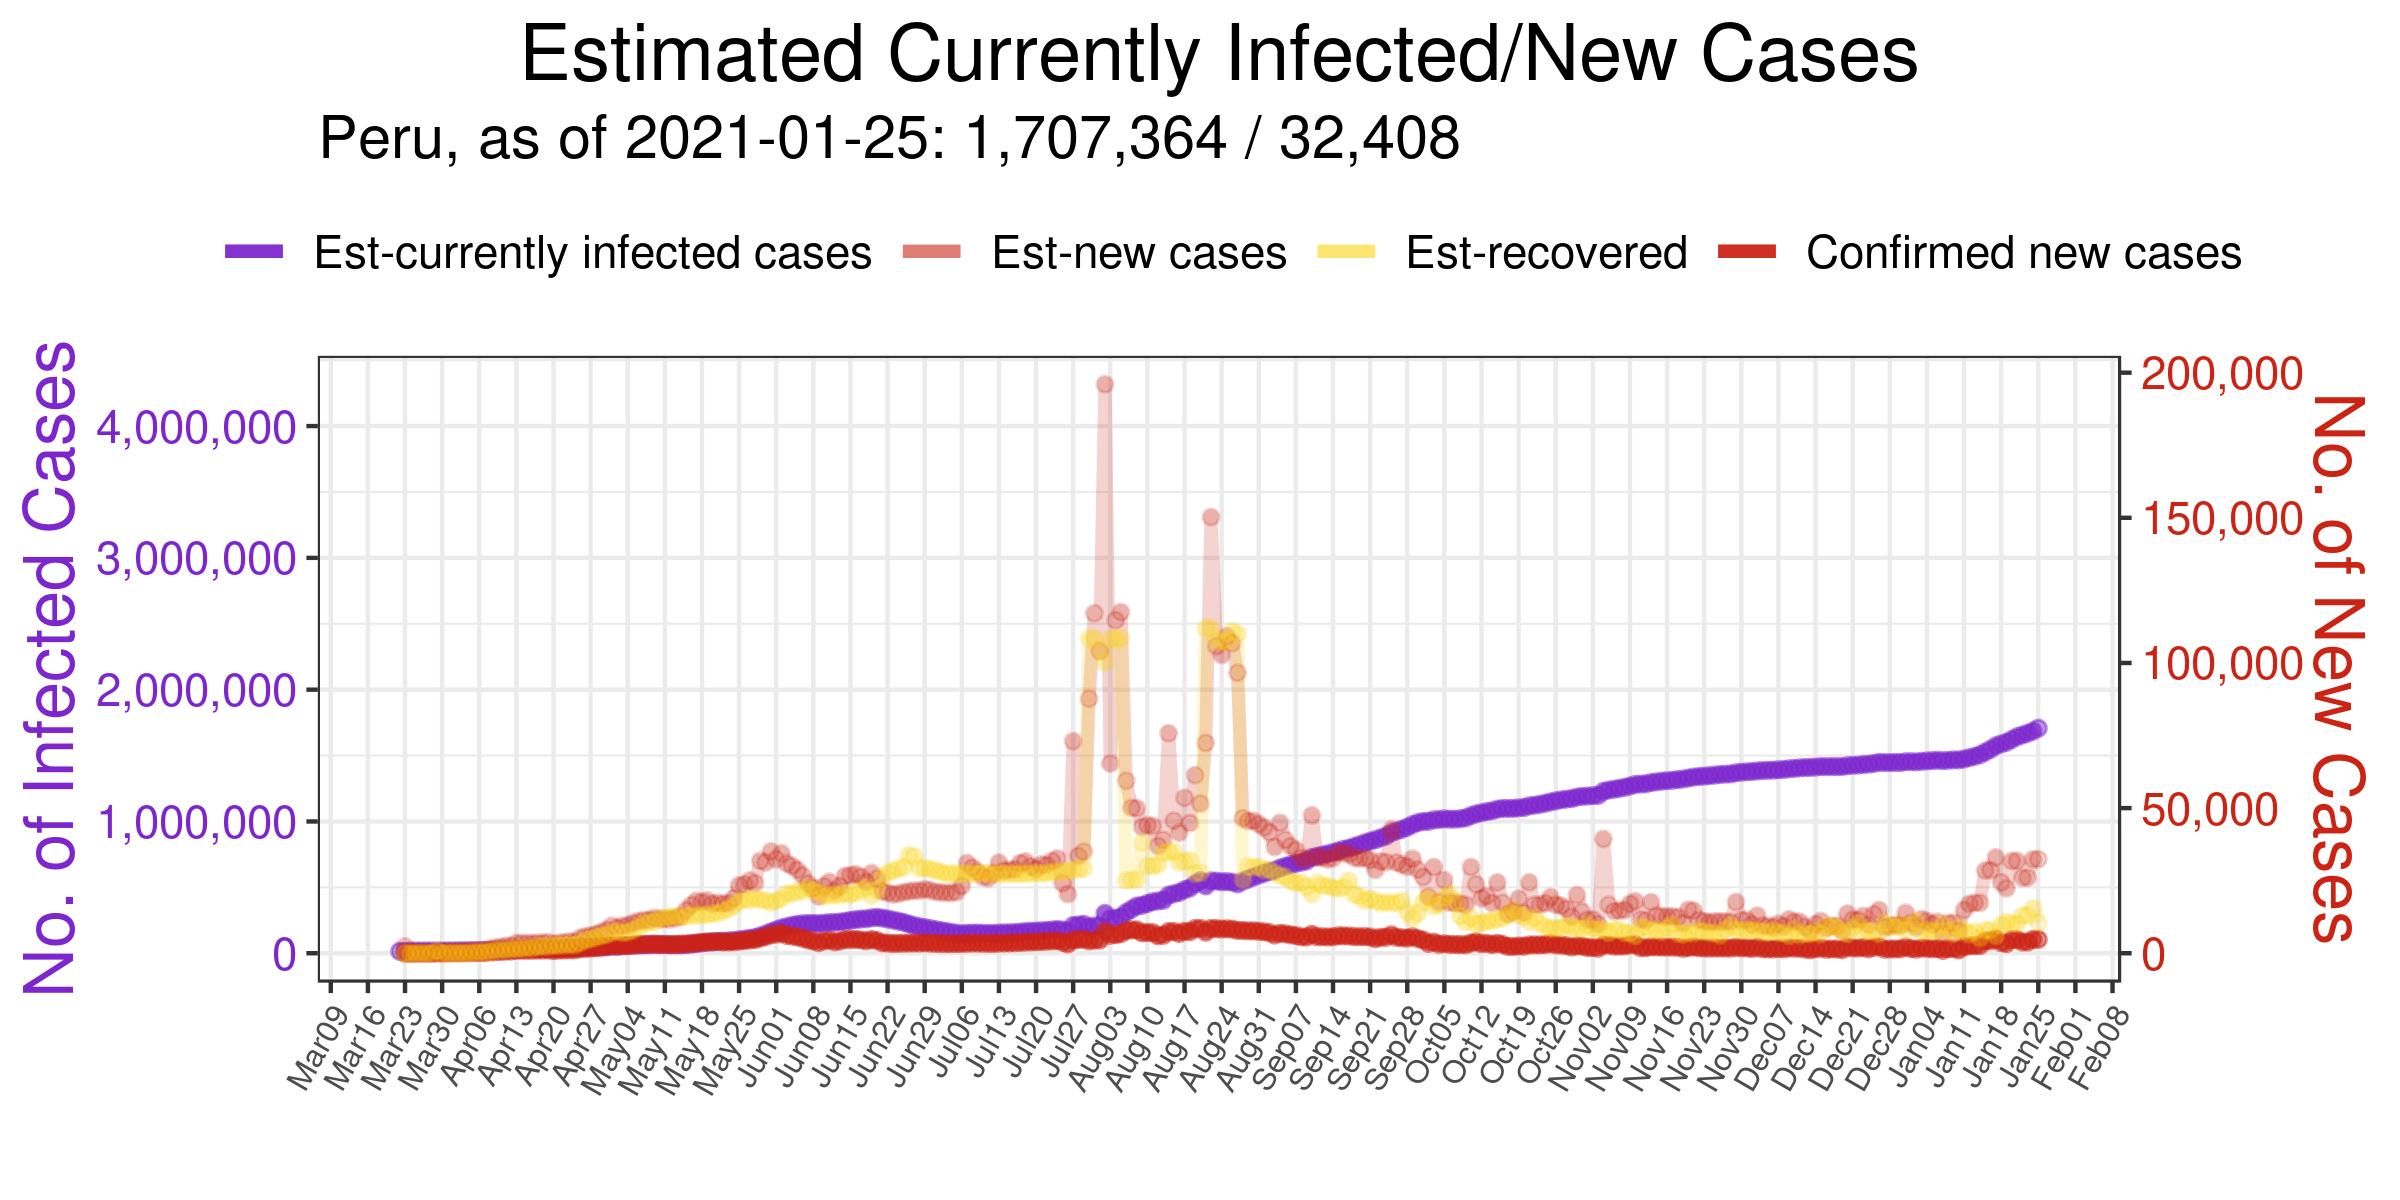 Estimated Currently Infected/New Cases
Peru, as of 2021-01-25: 1,707,364 / 32,408
Est-currently infected cases Est-new cases Est-recovered Confirmed new cases
No. of Infected Cases
4,000,000
3,000,000
2,000,000
1,000,000
0
200,000
150,000
100,000
50,000
0
No. of New Cases
Mar09 Mar16 Mar23 Mar30 Apr06 Apr13 Apr20 Apr27 May04 May11 May18 May25 Jun01 Jun08 Jun15 Jun22 Jun29 Jul06 Jul13 Jul20 Jul27 Aug03 Aug10 Aug17 Aug24 Aug31 Sep07 Sep14 Sep21 Sep28 Oct05 Oct12 Oct19 Oct26 Nov02 Nov09 Nov16 Nov23 Nov30 Dec07 Dec14 Dec21 Dec28 Jan04 Jan11 Jan18 Jan25 Feb01 Feb08